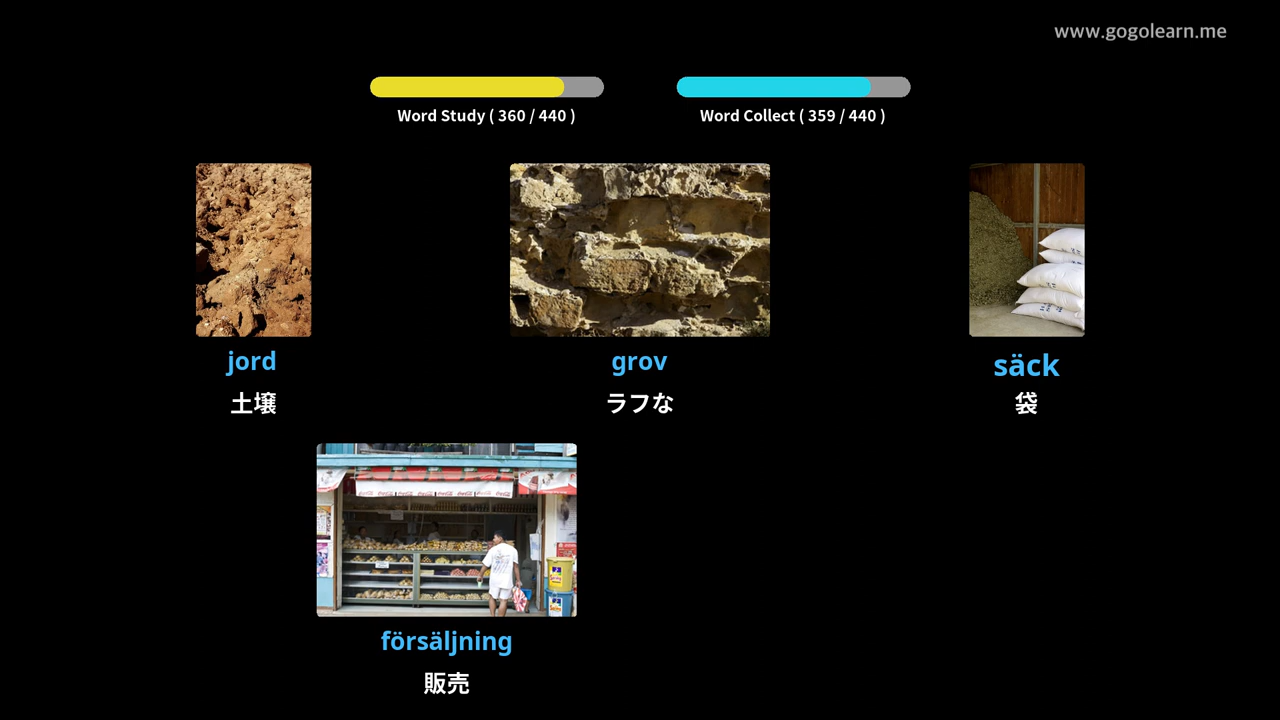 www.gogolearn.me
Word Study ( 360 / 440 )
Word Collect ( 359 / 440 )
jord
土壌
grov
ラフな
säck
袋
försäljning
販売